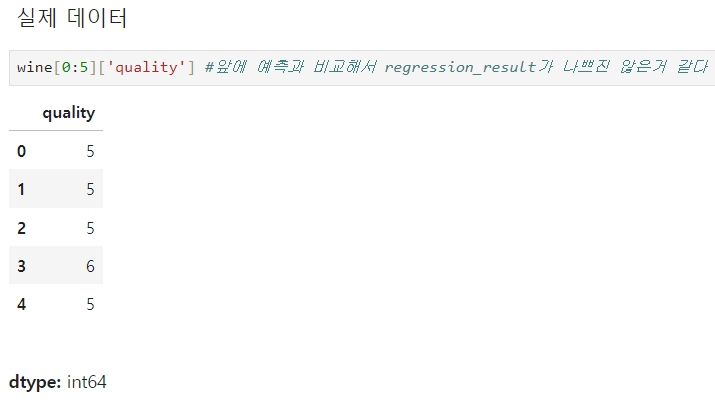 실제 데이터
wine[0:5]['quality'] #앞에 예측과 비교해서 regression_result가 나쁘진 않은거 같다
quality
0 5
1 5
2 5
3 6
4 5
dtype: int64